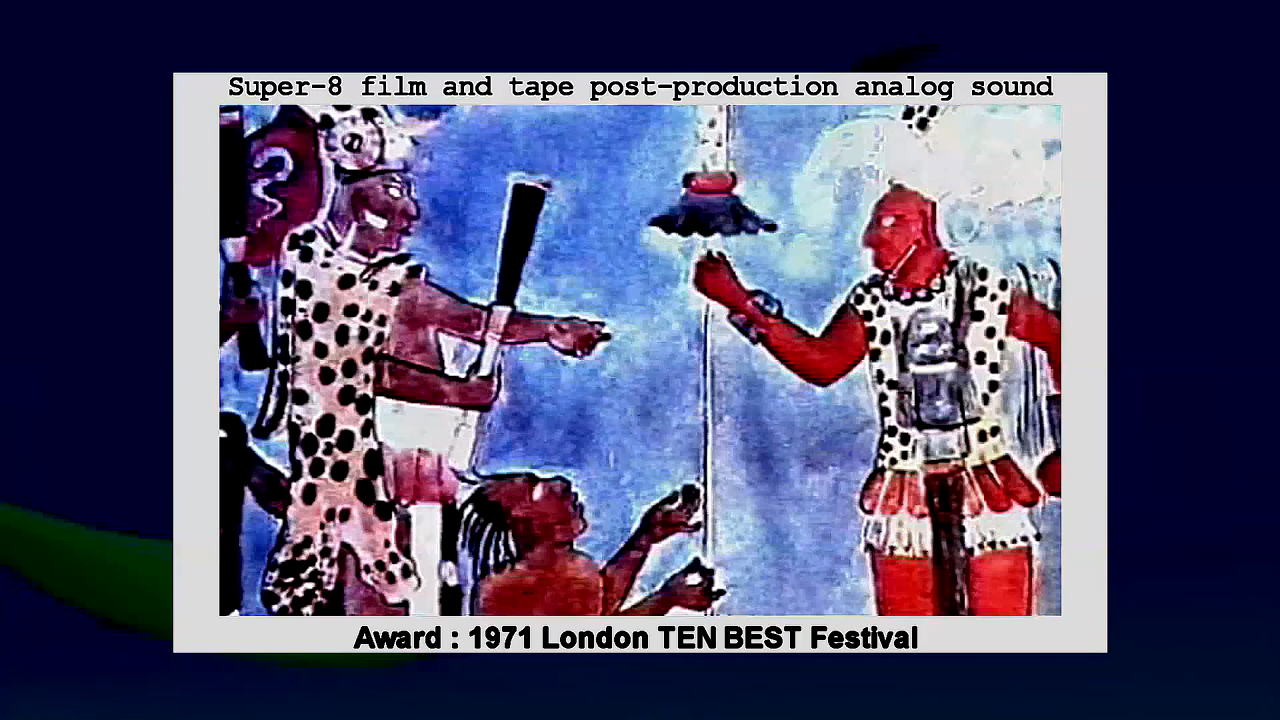 Super-8 film and tape post-production analog sound
Award : 1971 London TEN BEST Festival